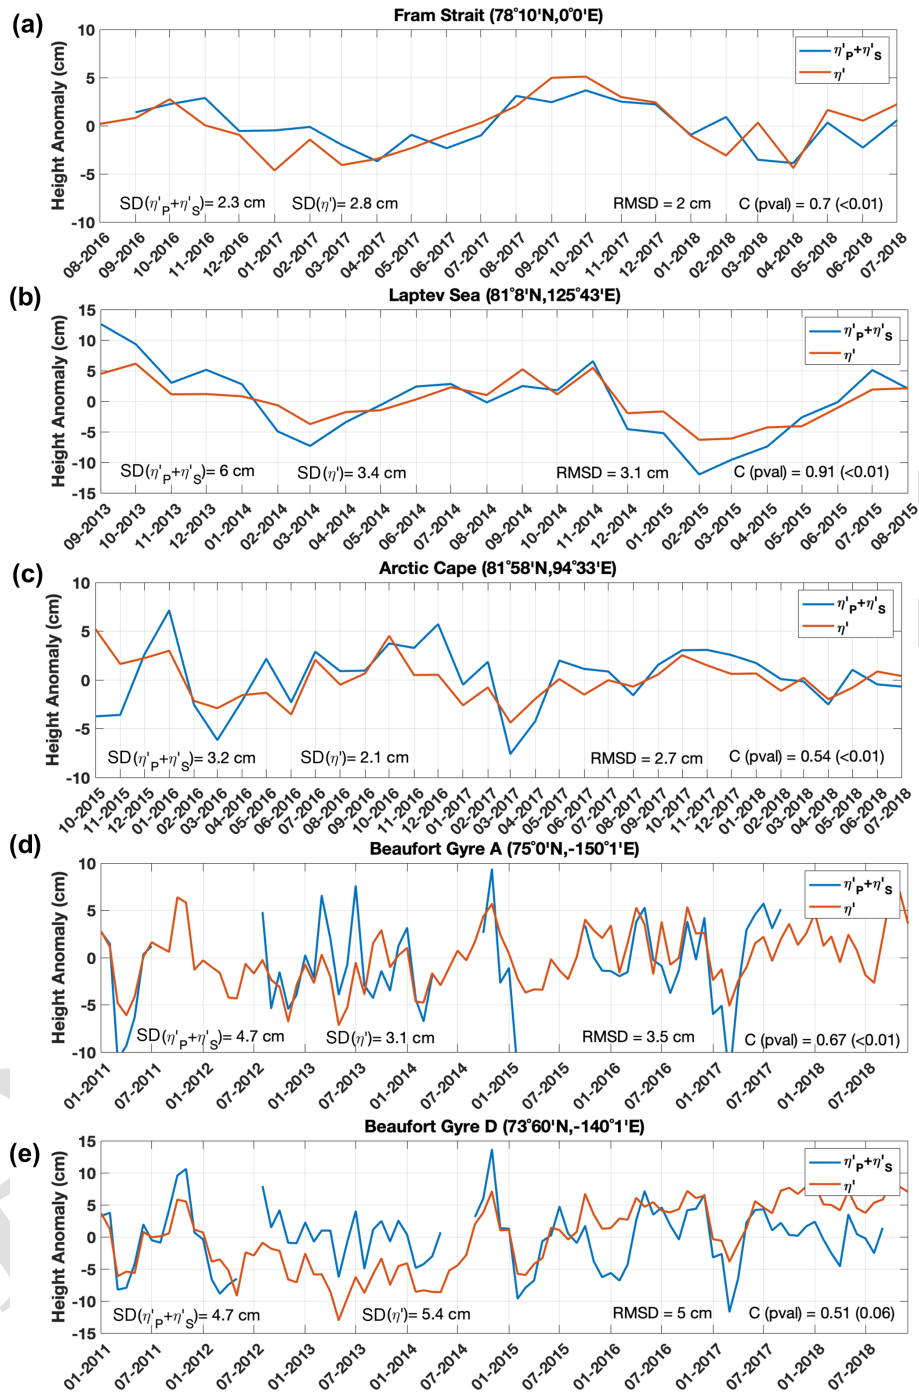 (a)
Fram Strait (78°10'N,0°0'E)
Height Anomaly (cm)
10
5
0
-5
-10
η'P+η'S
η'
SD(η'P+η'S)= 2.3 cm SD(η')= 2.8 cm RMSD = 2 cm C (pval) = 0.7 (<0.01)
08-2016 09-2016 10-2016 11-2016 12-2016 01-2017 02-2017 03-2017 04-2017 05-2017 06-2017 07-2017 08-2017 09-2017 10-2017 11-2017 12-2017 01-2018 02-2018 03-2018 04-2018 05-2018 06-2018 07-2018
(b)
Laptev Sea (81°8'N,125°43'E)
Height Anomaly (cm)
15
10
5
0
-5
-10
-15
η'P+η'S
η'
SD(η'P+η'S)= 6 cm SD(η')= 3.4 cm RMSD = 3.1 cm C (pval) = 0.91 (<0.01)
09-2013 10-2013 11-2013 12-2013 01-2014 02-2014 03-2014 04-2014 05-2014 06-2014 07-2014 08-2014 09-2014 10-2014 11-2014 12-2014 01-2015 02-2015 03-2015 04-2015 05-2015 06-2015 07-2015 08-2015
(c)
Arctic Cape (81°58'N,94°33'E)
Height Anomaly (cm)
10
5
0
-5
-10
η'P+η'S
η'
SD(η'P+η'S)= 3.2 cm SD(η')= 2.1 cm RMSD = 2.7 cm C (pval) = 0.54 (<0.01)
10-2015 11-2015 12-2015 01-2016 02-2016 03-2016 04-2016 05-2016 06-2016 07-2016 08-2016 09-2016 10-2016 11-2016 12-2016 01-2017 02-2017 03-2017 04-2017 05-2017 06-2017 07-2017 08-2017 09-2017 10-2017 11-2017 12-2017 01-2018 02-2018 03-2018 04-2018 05-2018 06-2018 07-2018
(d)
Beaufort Gyre A (75°0'N,-150°1'E)
Height Anomaly (cm)
10
5
0
-5
-10
η'P+η'S
η'
SD(η'P+η'S)= 4.7 cm SD(η')= 3.1 cm RMSD = 3.5 cm C (pval) = 0.67 (<0.01)
01-2011 07-2011 01-2012 07-2012 01-2013 07-2013 01-2014 07-2014 01-2015 07-2015 01-2016 07-2016 01-2017 07-2017 01-2018 07-2018
(e)
Beaufort Gyre D (73°60'N,-140°1'E)
Height Anomaly (cm)
15
10
5
0
-5
-10
-15
η'P+η'S
η'
SD(η'P+η'S)= 4.7 cm SD(η')= 5.4 cm RMSD = 5 cm C (pval) = 0.51 (0.06)
01-2011 07-2011 01-2012 07-2012 01-2013 07-2013 01-2014 07-2014 01-2015 07-2015 01-2016 07-2016 01-2017 07-2017 01-2018 07-2018